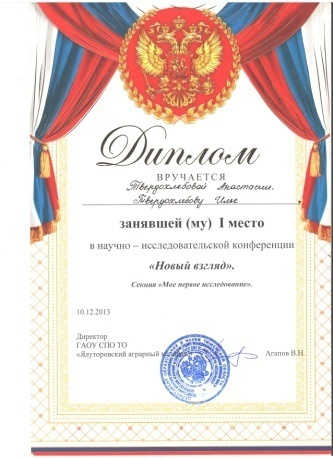 Диплом
ВРУЧАЕТСЯ
Твердохлебовой Анастасии.
Твердохлебову Илье
занявшей (му) I место
в научно – исследовательской конференции
«Новый взгляд».
Секция «Мое первое исследование».
10.12.2013
Директор
ГАОУ СПО ТО
«Ялуторовский аграрный
Агапов В.Н.